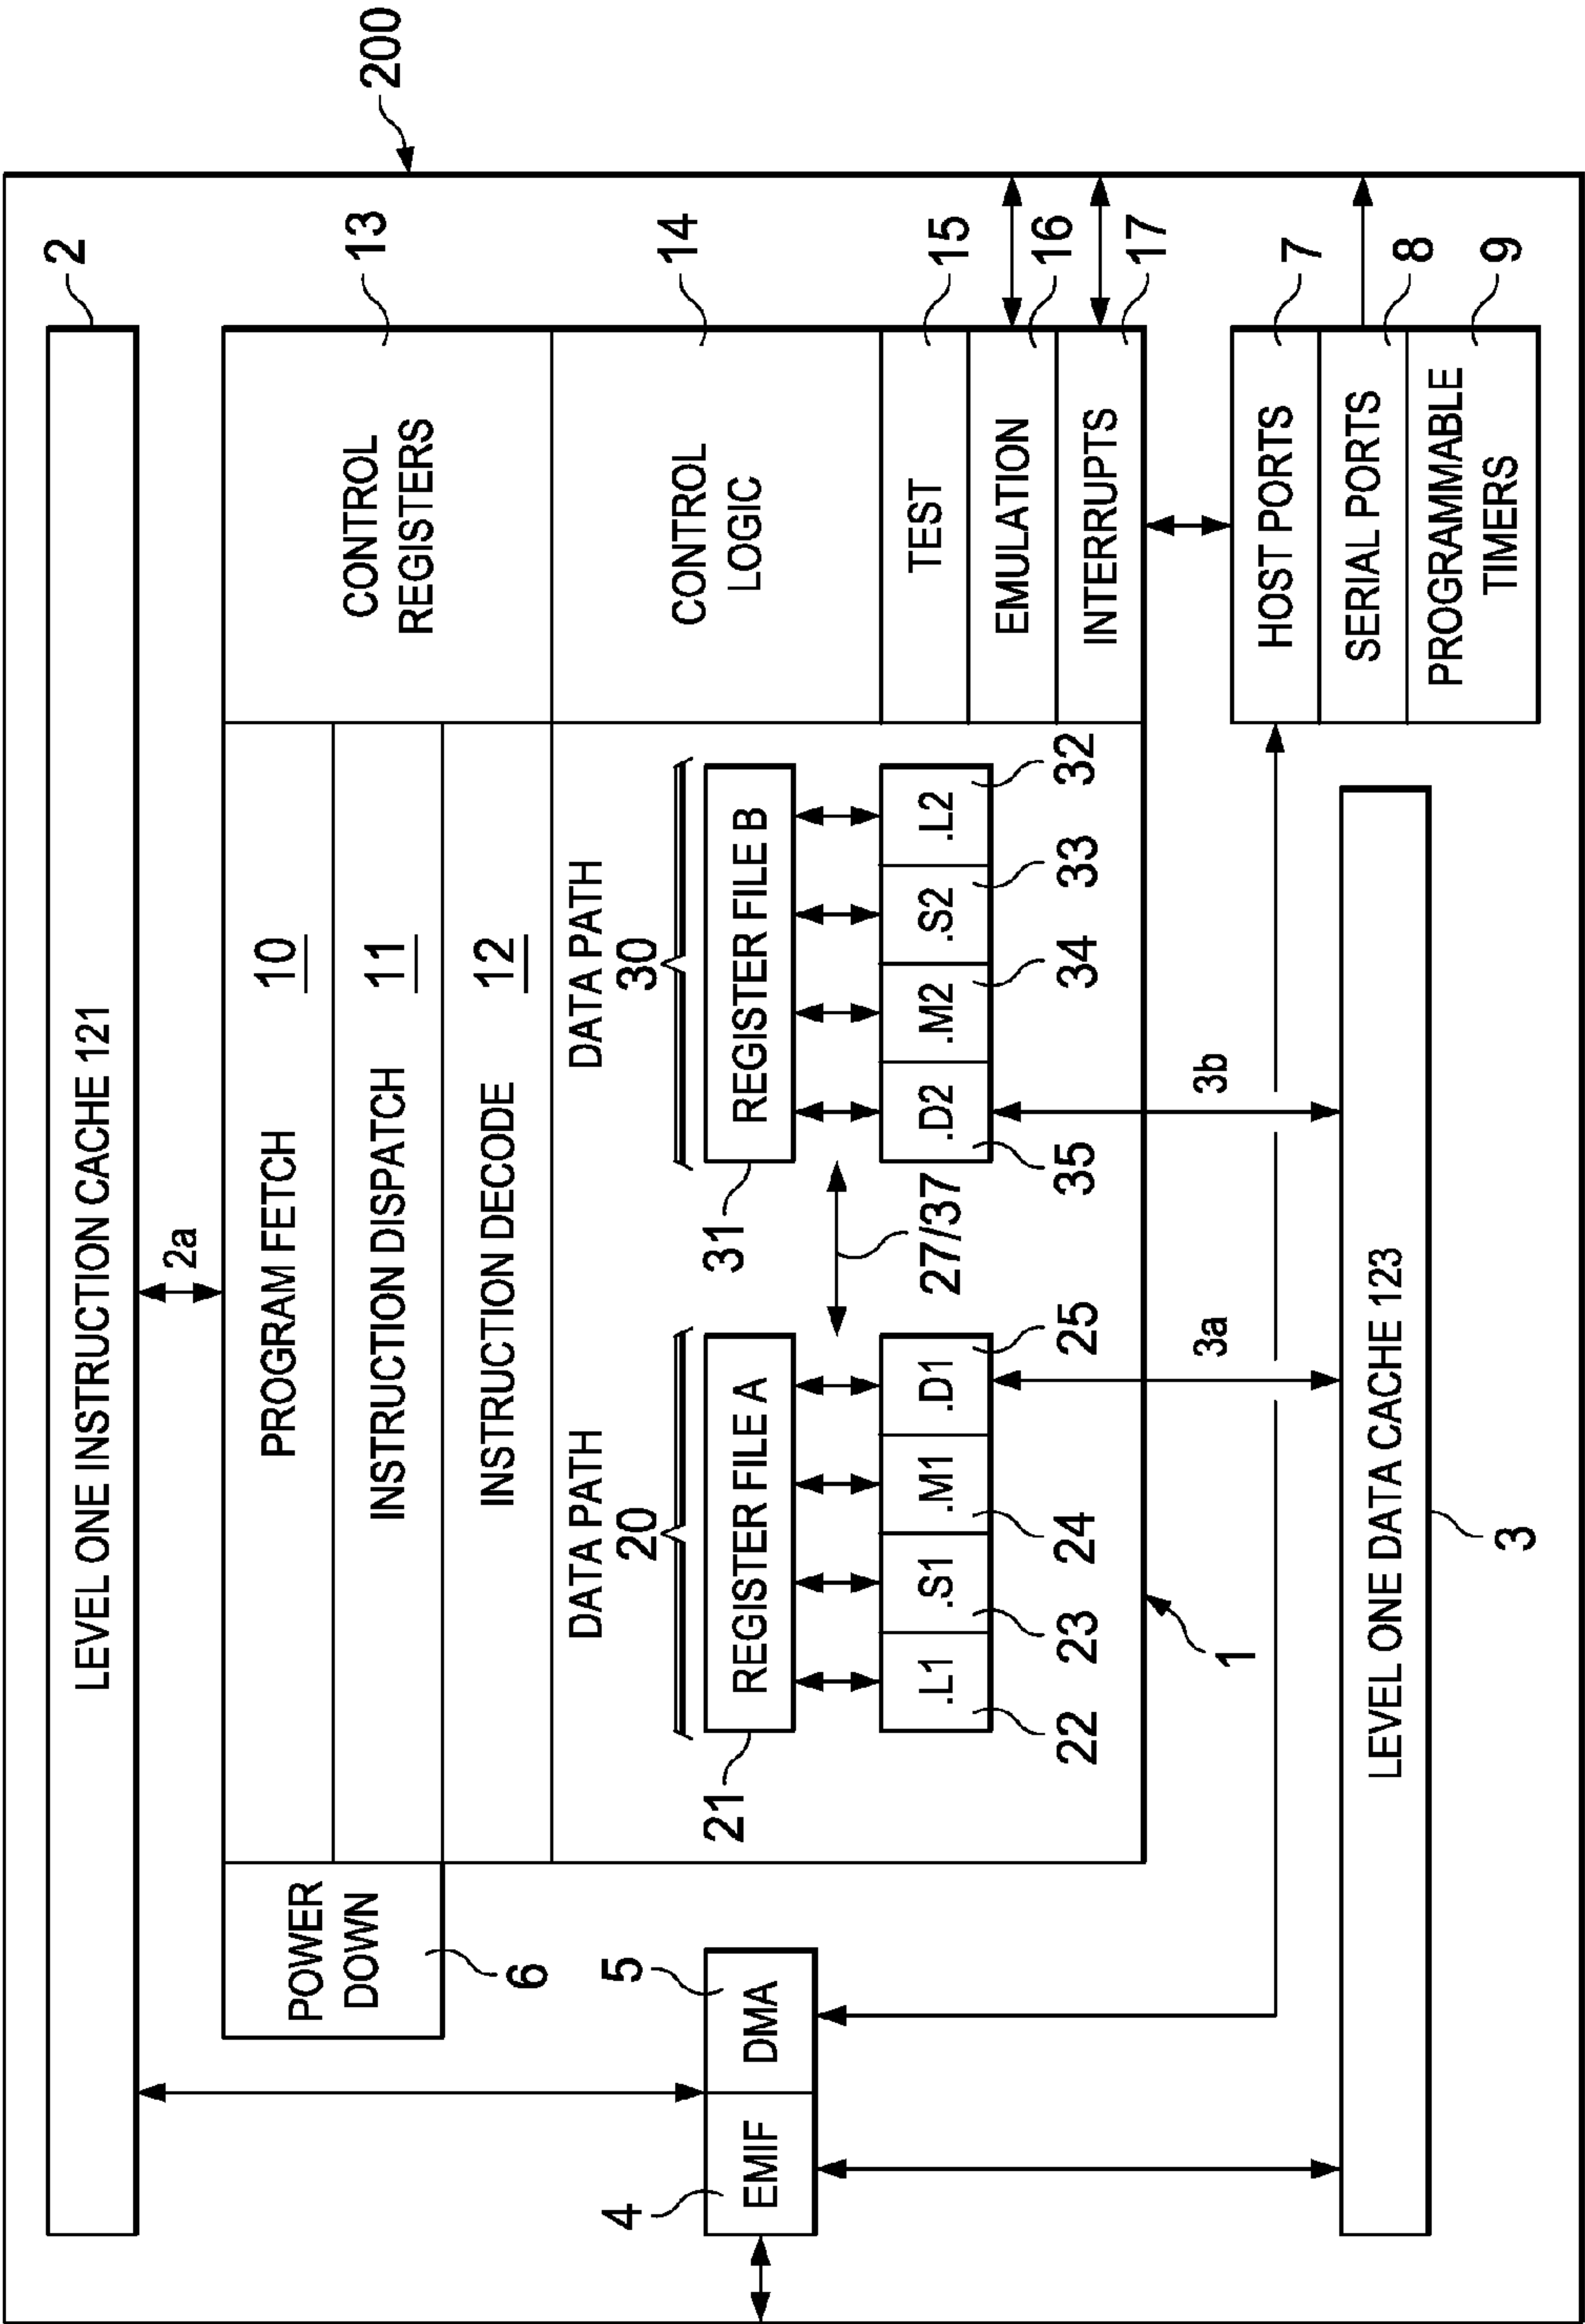 200
LEVEL ONE INSTRUCTION CACHE 121
2
2a
POWER
DOWN
6
PROGRAM FETCH
10
INSTRUCTION DISPATCH
11
INSTRUCTION DECODE
12
CONTROL
REGISTERS
13
DATA PATH
20
DATA PATH
30
CONTROL
LOGIC
14
REGISTER FILE A
21
REGISTER FILE B
31
27/37
.L1
.S1
.M1
.D1
.D2
.M2
.S2
.L2
22
23
24
25
35
34
33
32
TEST
15
EMULATION
16
INTERRUPTS
17
4
EMIF
5
DMA
1
3a
3b
HOST PORTS
7
SERIAL PORTS
8
PROGRAMMABLE
TIMERS
9
LEVEL ONE DATA CACHE 123
3